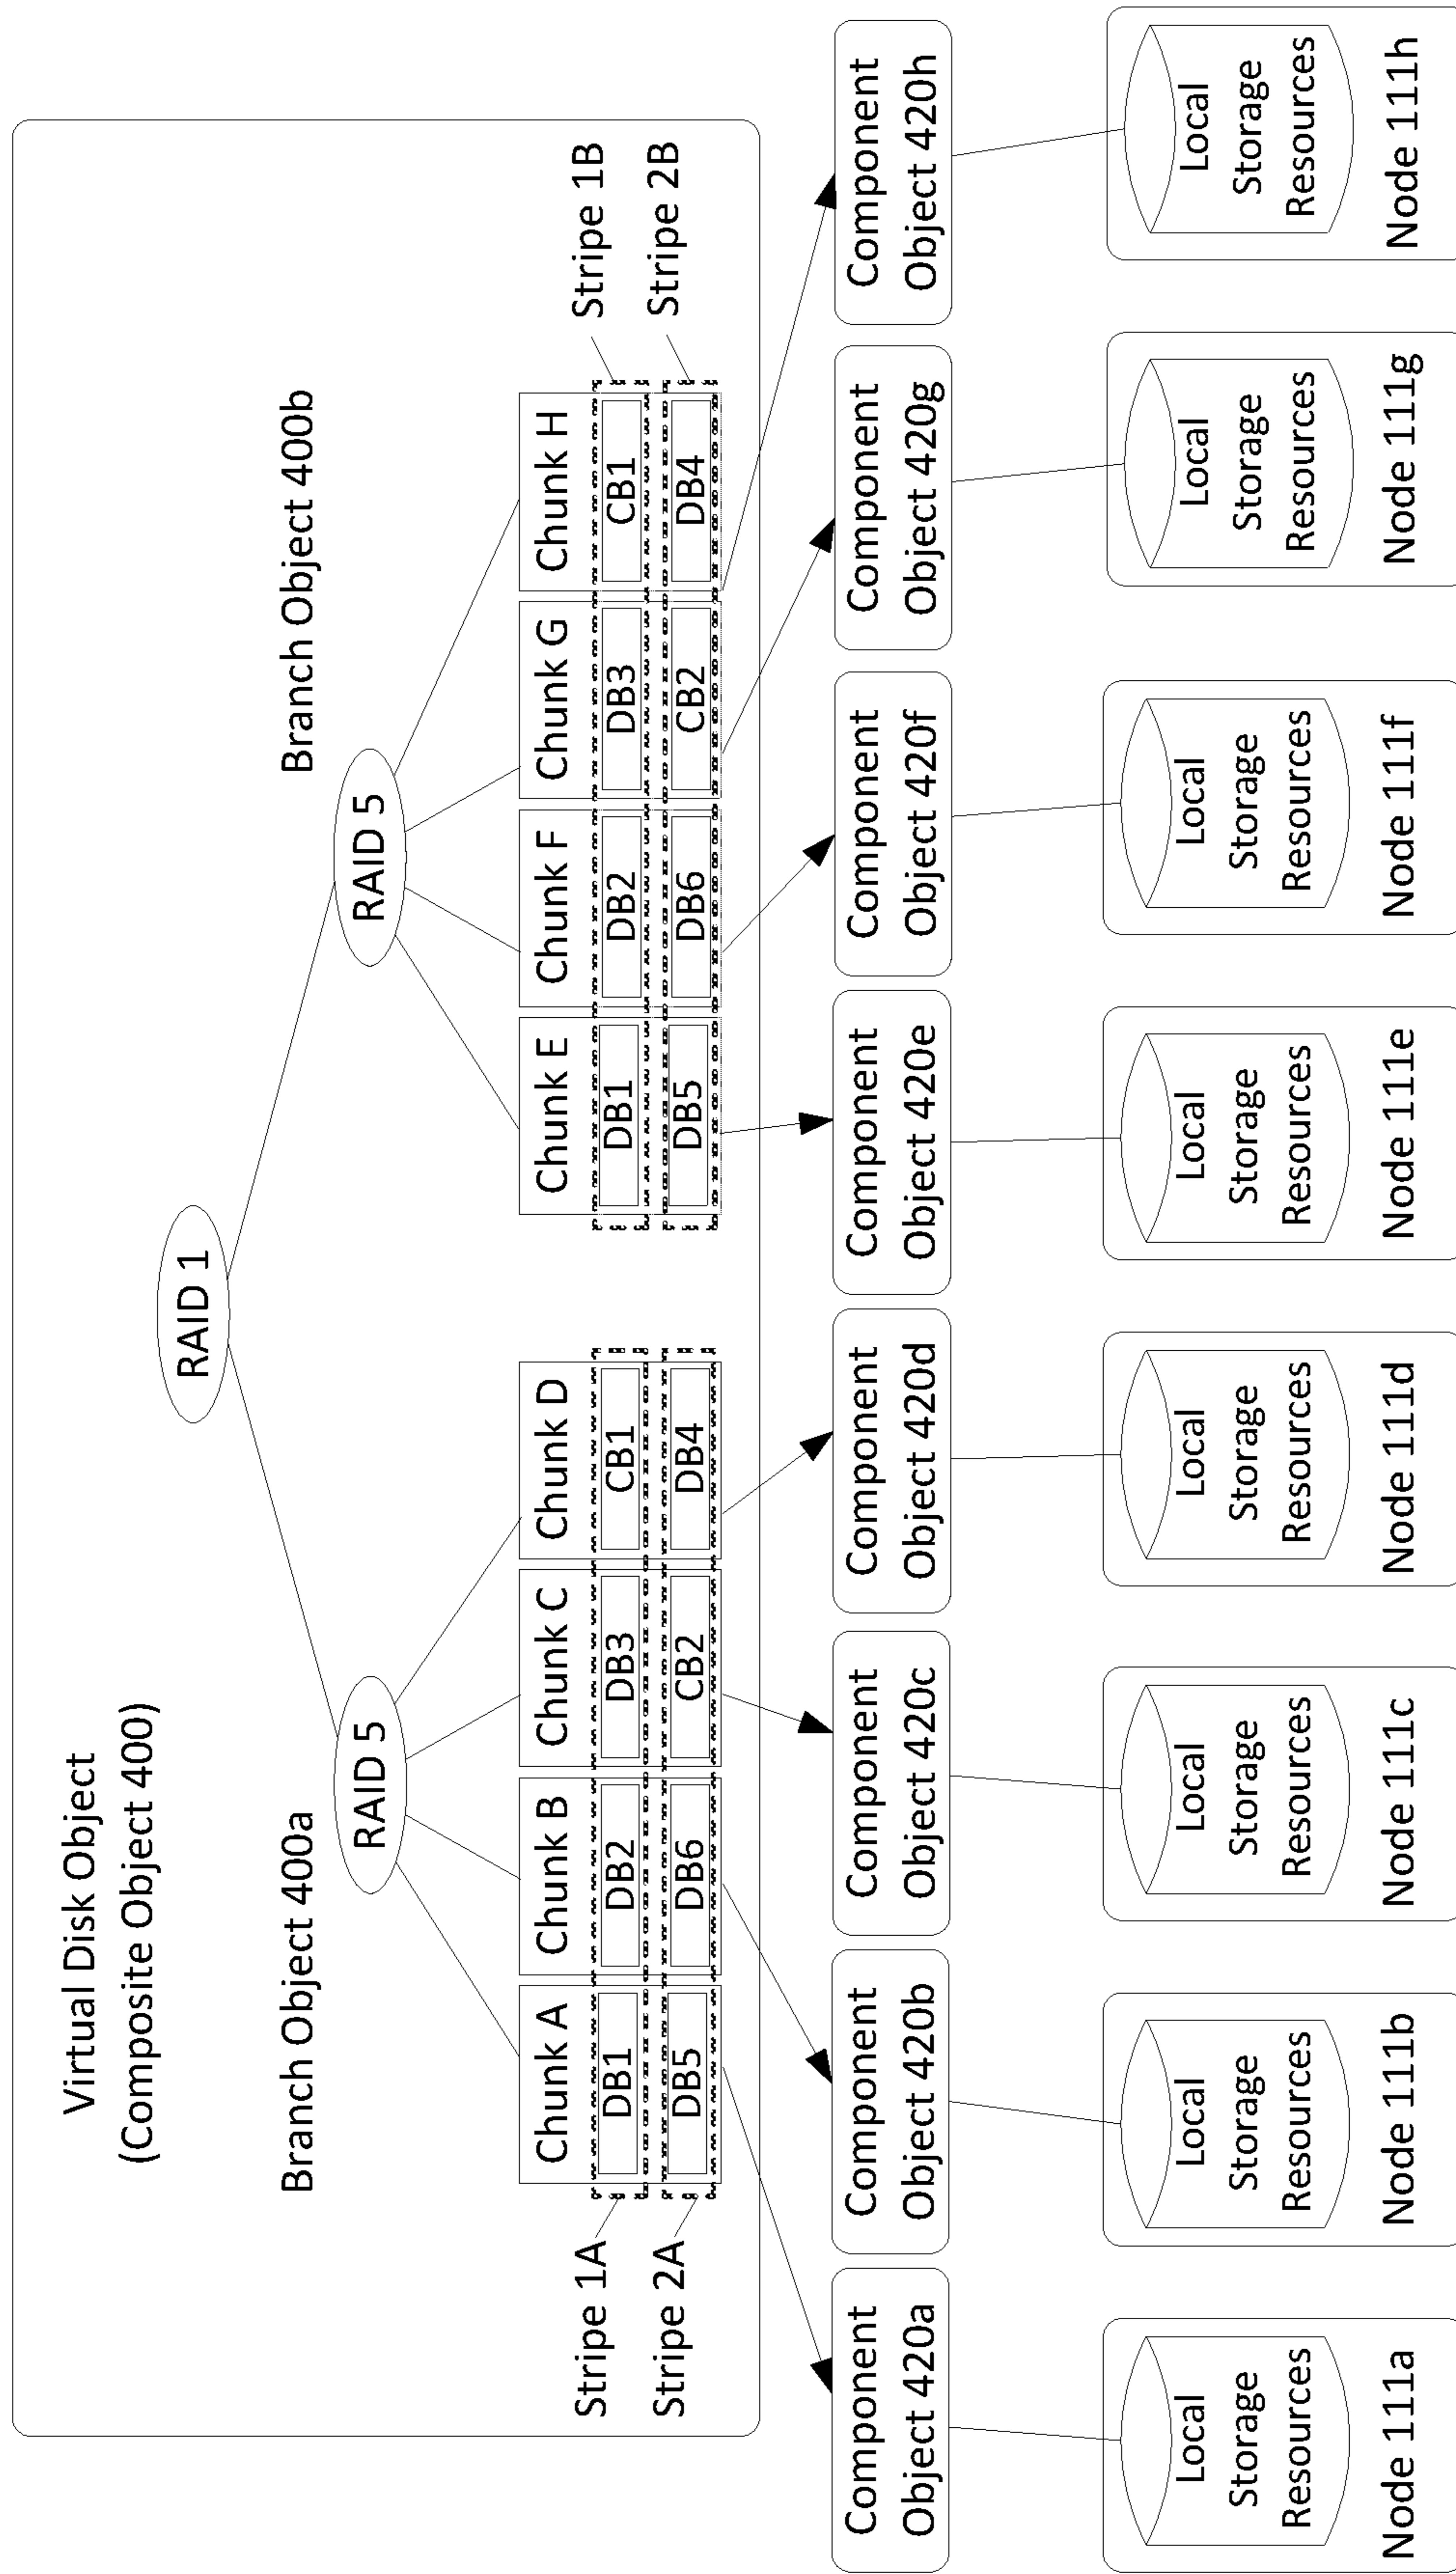 Virtual Disk Object
(Composite Object 400)
RAID 1
Branch Object 400a
Branch Object 400b
RAID 5
RAID 5
Chunk A
Chunk B
Chunk C
Chunk D
Chunk E
Chunk F
Chunk G
Chunk H
Stripe 1A
DB1
DB2
DB3
CB1
DB1
DB2
DB3
CB1
Stripe 1B
Stripe 2A
DB5
DB6
CB2
DB4
DB5
DB6
CB2
DB4
Stripe 2B
Component
Object 420a
Component
Object 420b
Component
Object 420c
Component
Object 420d
Component
Object 420e
Component
Object 420f
Component
Object 420g
Component
Object 420h
Local
Storage
Resources
Node 111a
Local
Storage
Resources
Node 111b
Local
Storage
Resources
Node 111c
Local
Storage
Resources
Node 111d
Local
Storage
Resources
Node 111e
Local
Storage
Resources
Node 111f
Local
Storage
Resources
Node 111g
Local
Storage
Resources
Node 111h